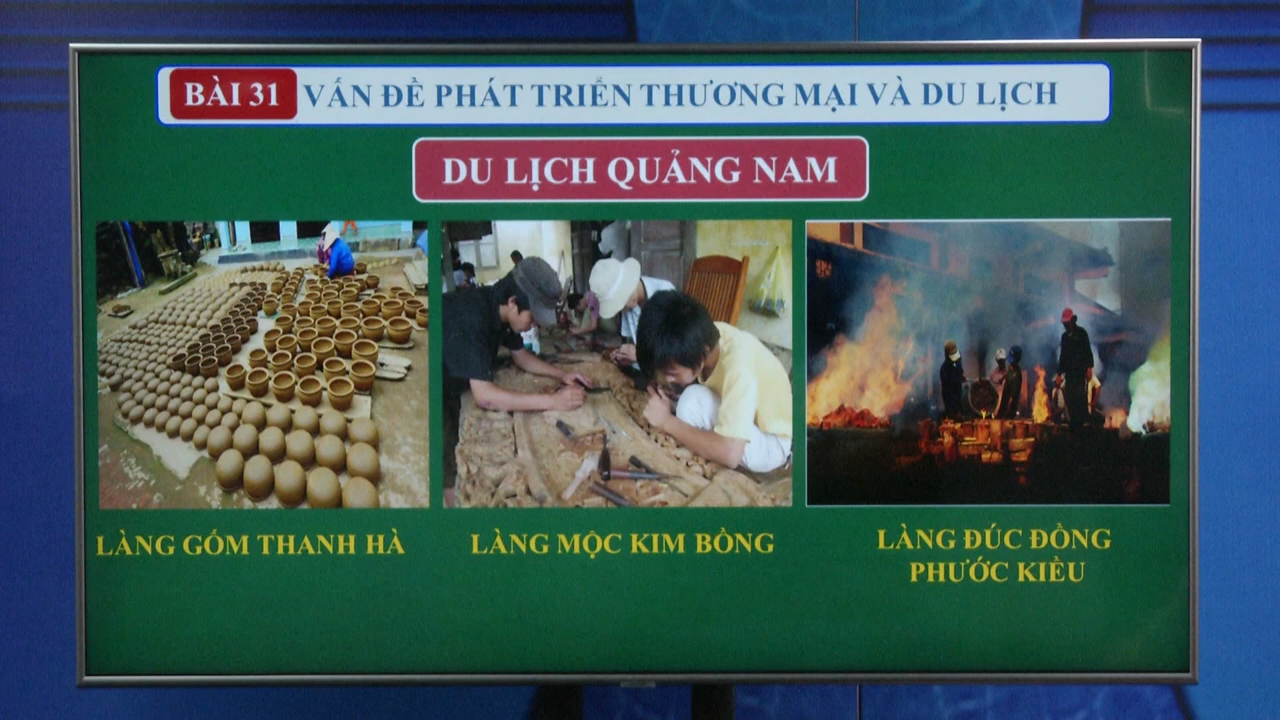 BÀI 31 VẤN ĐỀ PHÁT TRIỂN THƯƠNG MẠI VÀ DU LỊCH
DU LỊCH QUẢNG NAM
LÀNG GỐM THANH HÀ
LÀNG MỘC KIM BỒNG
LÀNG ĐÚC ĐỒNG
PHƯỚC KIỀU